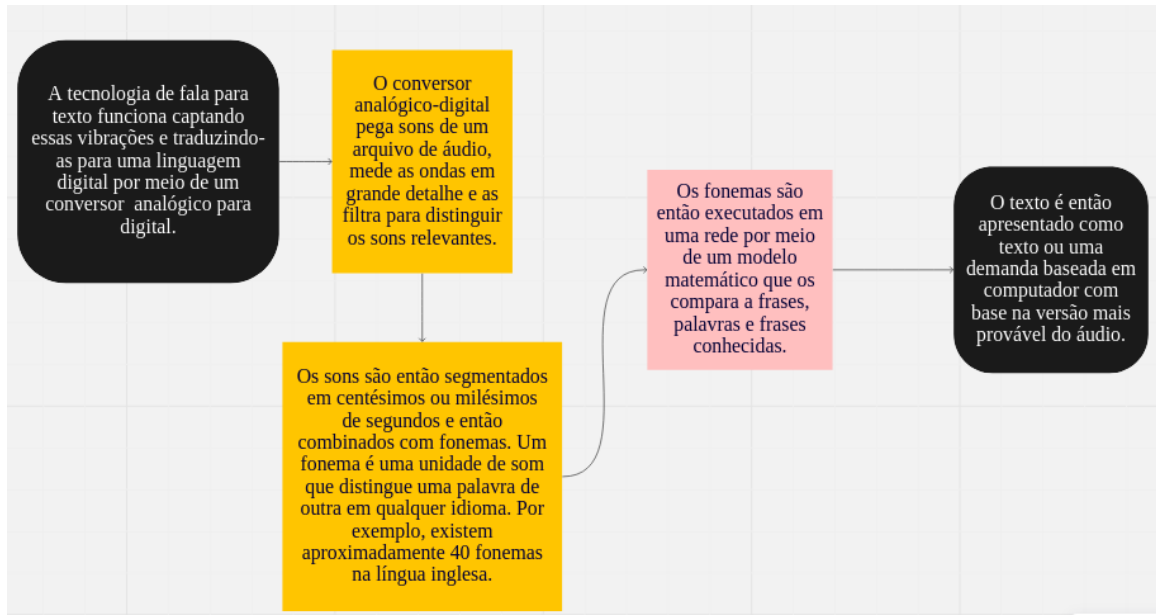 A tecnologia de fala para
texto funciona captando
essas vibrações e traduzindo-
as para uma linguagem
digital por meio de um
conversor analógico para
digital.
O conversor
analógico-digital
pega sons de um
arquivo de áudio,
mede as ondas em
grande detalhe e as
filtra para distinguir
os sons relevantes.
Os sons são então segmentados
em centésimos ou milésimos
de segundos e então
combinados com fonemas. Um
fonema é uma unidade de som
que distingue uma palavra de
outra em qualquer idioma. Por
exemplo, existem
aproximadamente 40 fonemas
na língua inglesa.
Os fonemas são
então executados em
uma rede por meio
de um modelo
matemático que os
compara a frases,
palavras e frases
conhecidas.
O texto é então
apresentado como
texto ou uma
demanda baseada em
computador com
base na versão mais
provável do áudio.